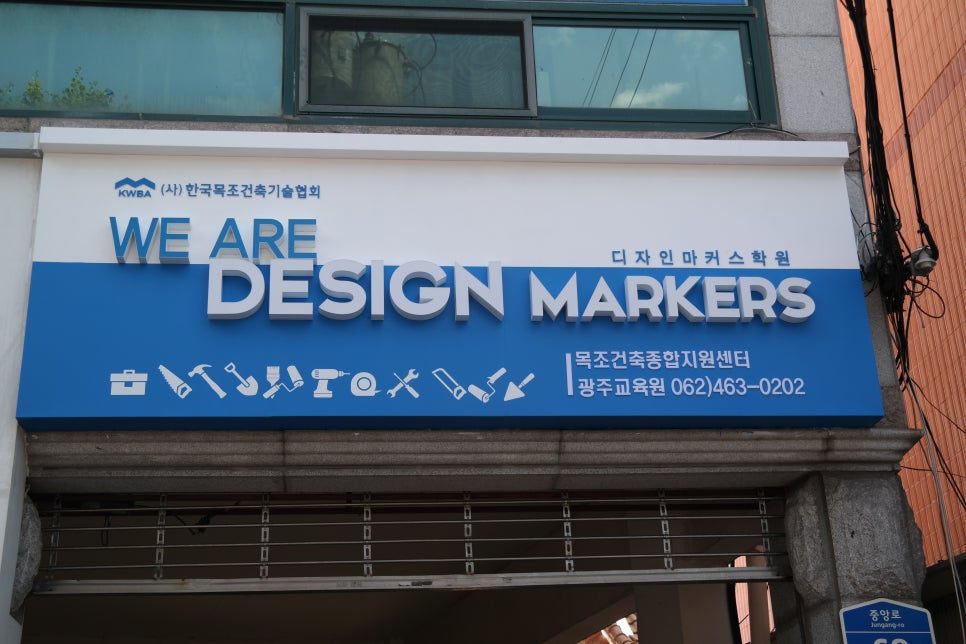 KWBA (사)한국목조건축기술협회
WE ARE
디자인마커스학원
DESIGN MARKERS
목조건축종합지원센터
광주교육원 062)463-0202
중앙로
Jungang-ro